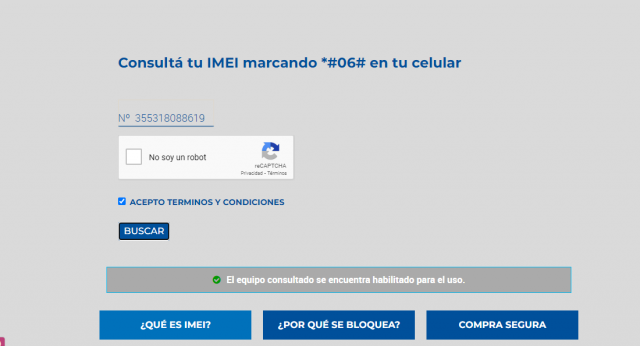 Consultá tu IMEI marcando *#06# en tu celular
Nº 355318088619
No soy un robot
reCAPTCHA
Privacidad - Términos
ACEPTO TERMINOS Y CONDICIONES
BUSCAR
El equipo consultado se encuentra habilitado para el uso.
¿QUÉ ES IMEI?
¿POR QUÉ SE BLOQUEA?
COMPRA SEGURA